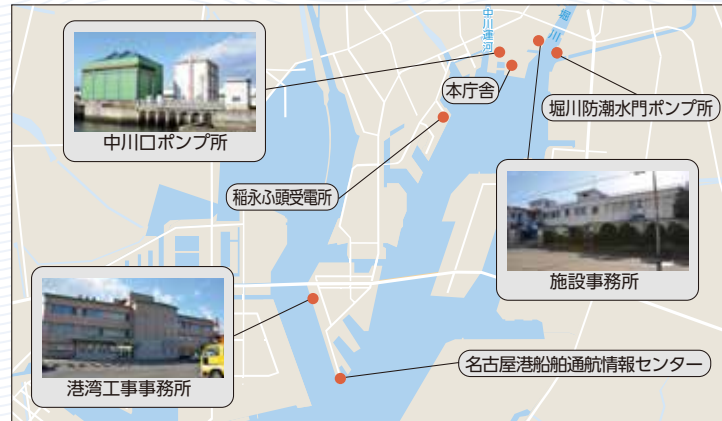 中川運河
堀川
中川口ポンプ所
本庁舎
堀川防潮水門ポンプ所
稲永ふ頭受電所
施設事務所
港湾工事事務所
名古屋港船舶通航情報センター